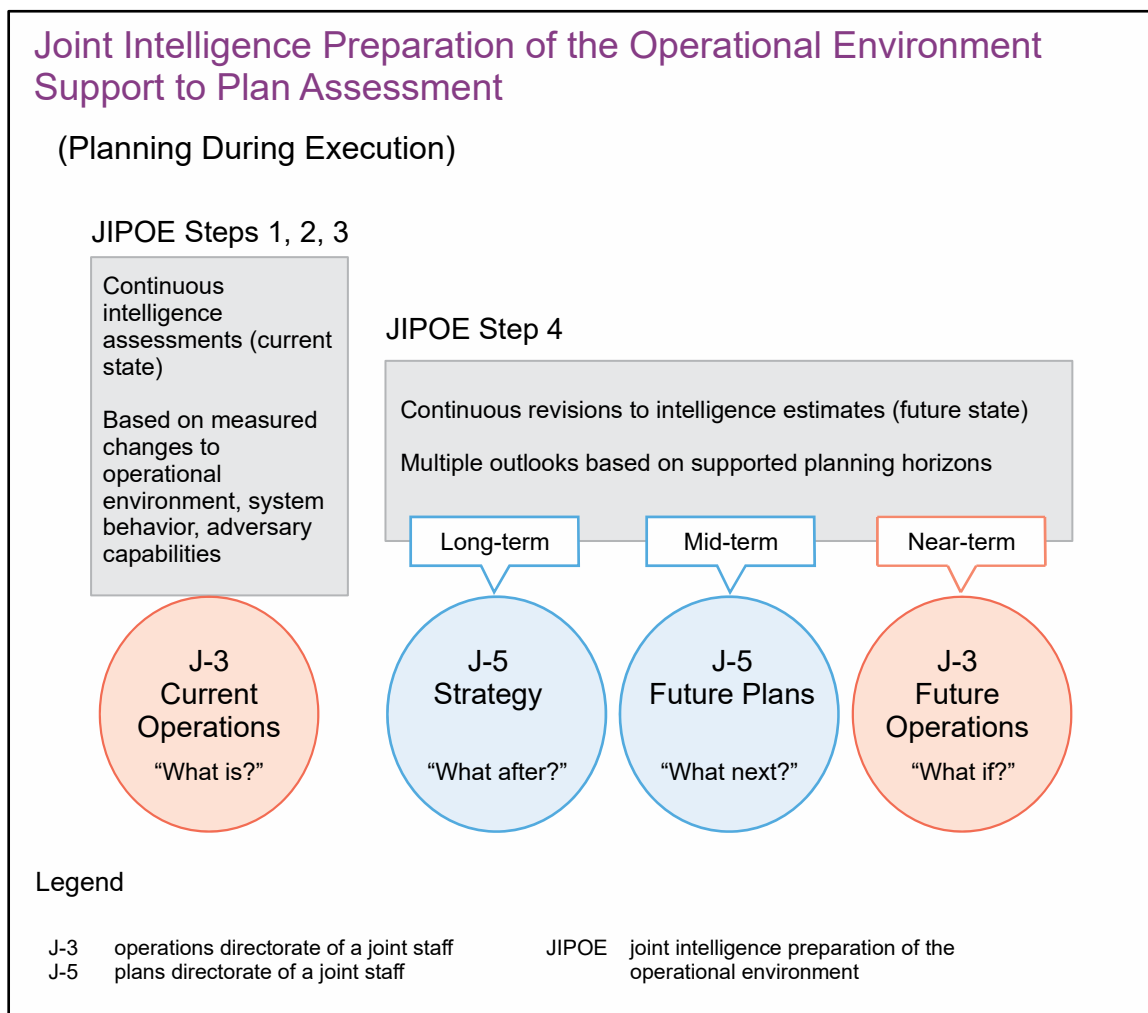 Joint Intelligence Preparation of the Operational Environment
Support to Plan Assessment
(Planning During Execution)
JIPOE Steps 1, 2, 3
Continuous
intelligence
assessments (current
state)
Based on measured
changes to
operational
environment, system
behavior, adversary
capabilities
JIPOE Step 4
Continuous revisions to intelligence estimates (future state)
Multiple outlooks based on supported planning horizons
Long-term
Mid-term
Near-term
J-3
Current
Operations
“What is?”
J-5
Strategy
“What after?”
J-5
Future Plans
“What next?”
J-3
Future
Operations
“What if?”
Legend
J-3 operations directorate of a joint staff
J-5 plans directorate of a joint staff
JIPOE joint intelligence preparation of the
operational environment